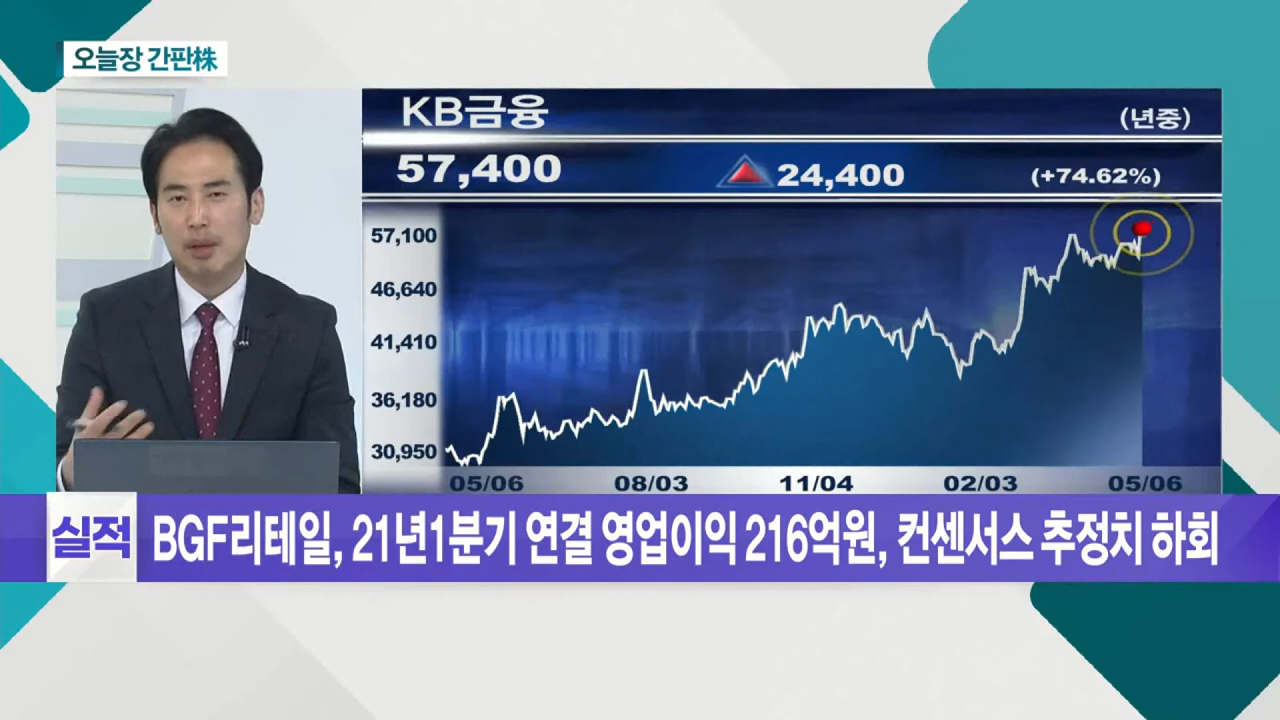 오늘장 간판株
KB금융 (년중)
57,400 24,400 (+74.62%)
57,100
46,640
41,410
36,180
30,950
05/06 08/03 11/04 02/03 05/06
실적 BGF리테일, 21년1분기 연결 영업이익 216억원, 컨센서스 추정치 하회